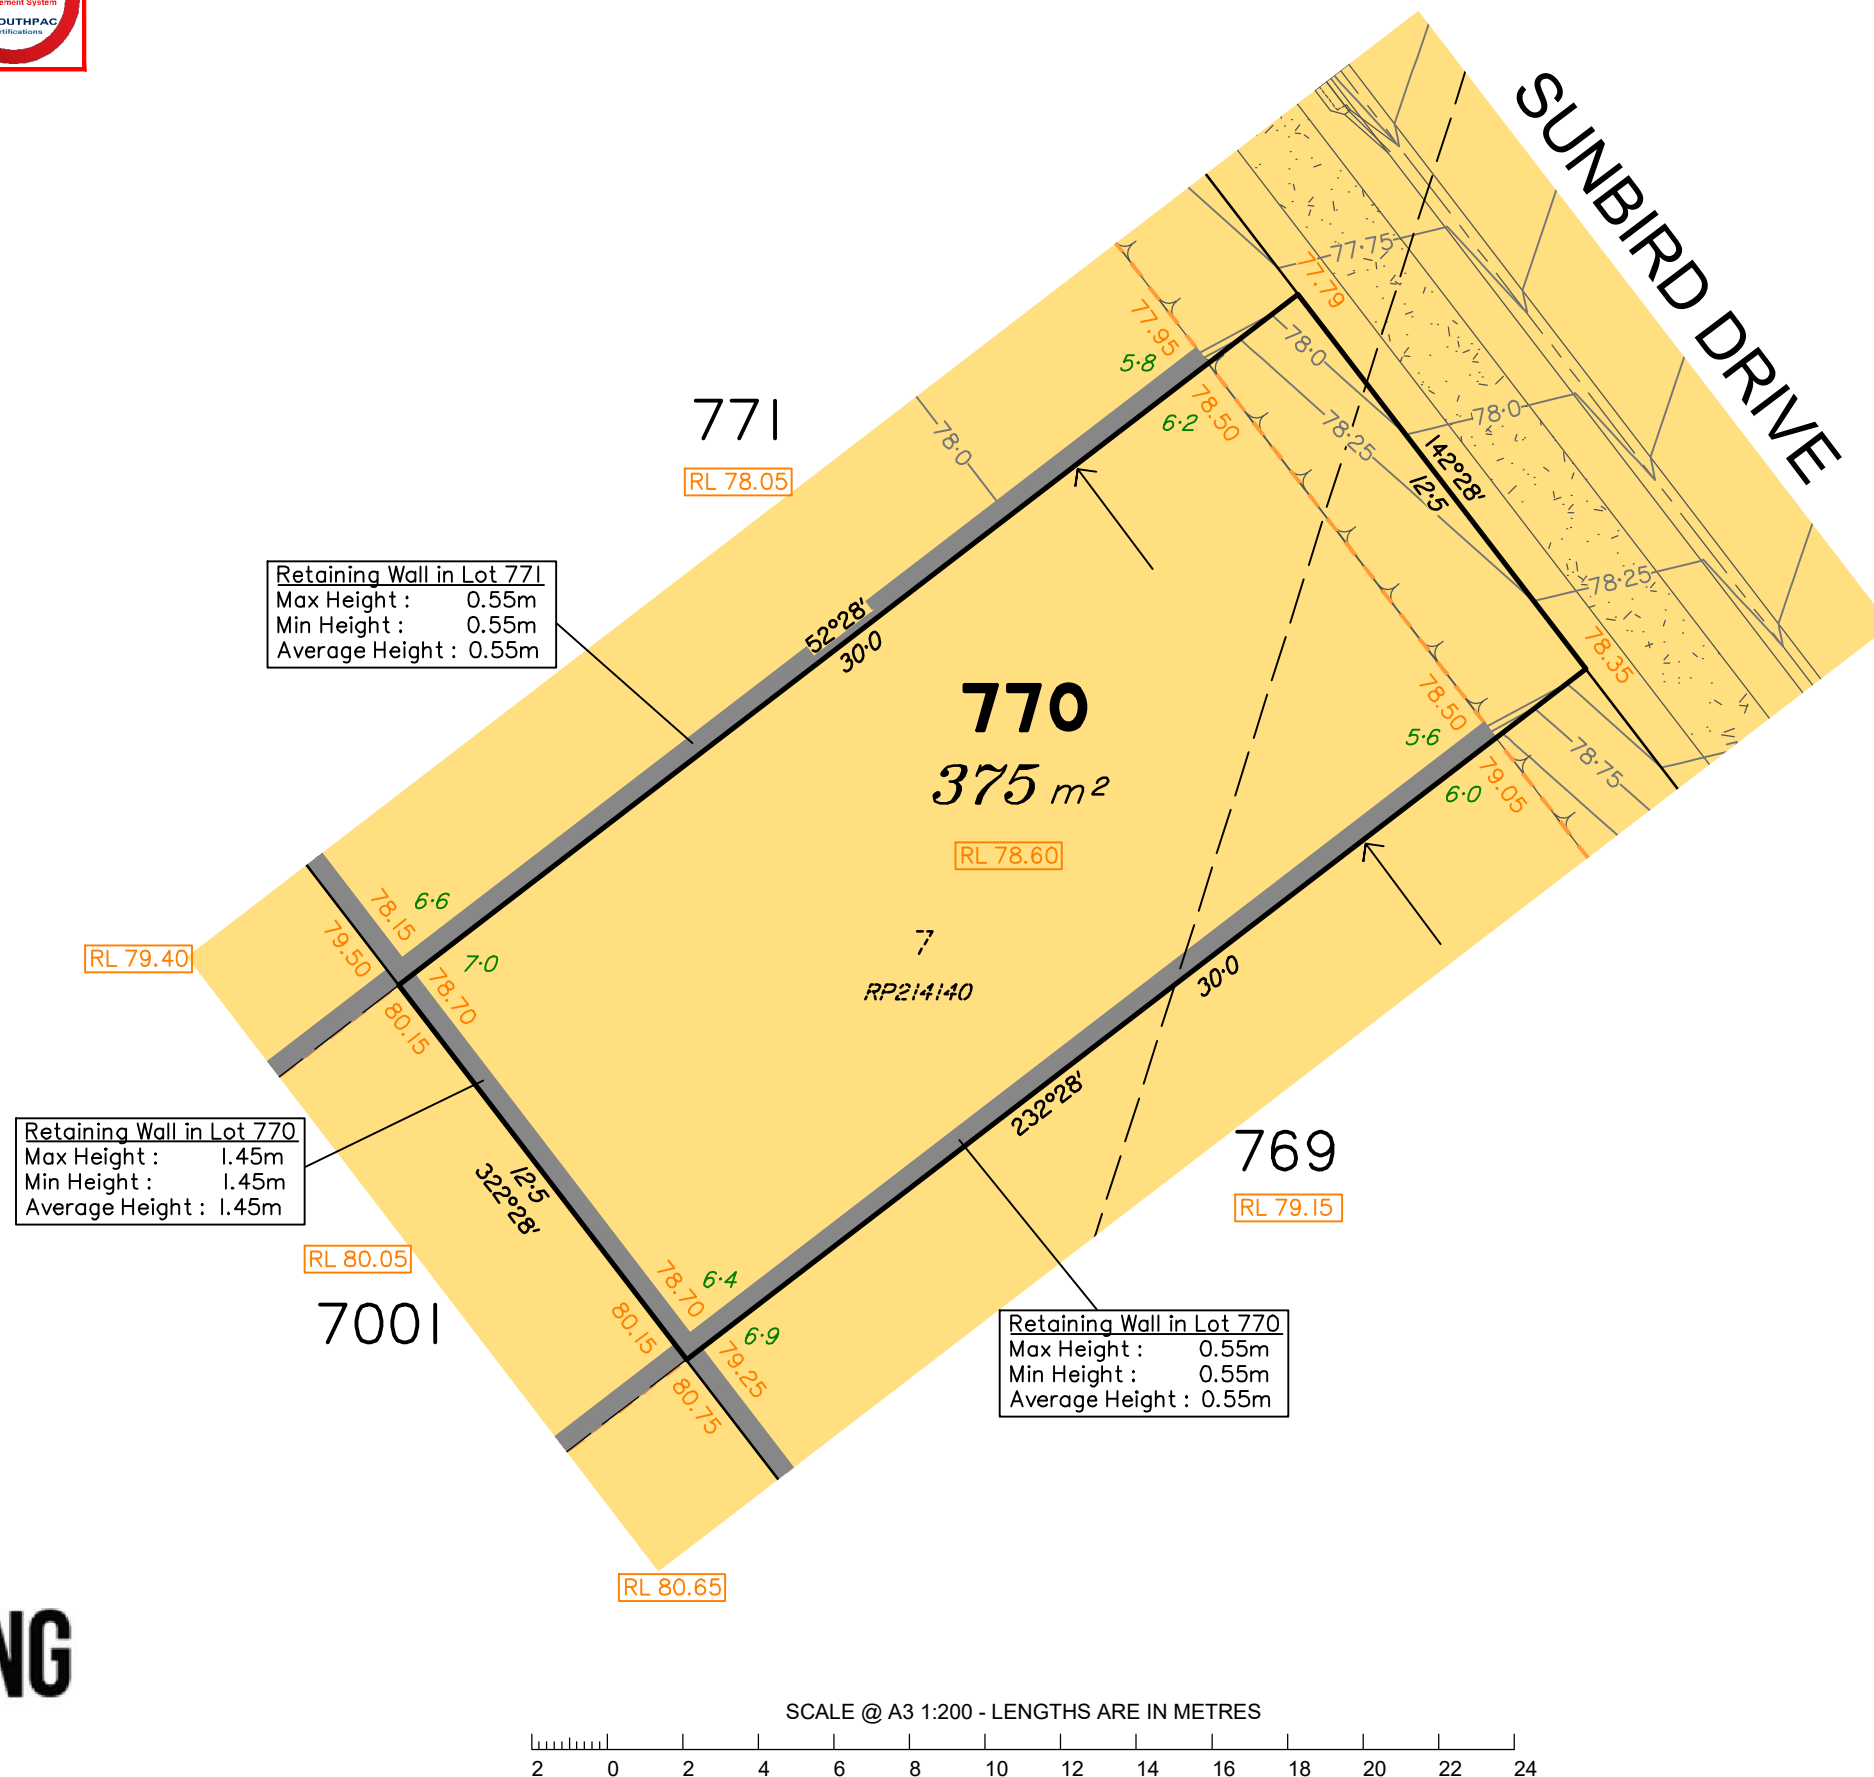 ement System
OUTHPAC
rtifications
SUNBIRD DRIVE
77·75
77.79
77.95
5·8
78·0
78.50
6·2
78·25
78·0
142°28'
12·5
771
RL 78.05
78·0
78·25
78.35
Retaining Wall in Lot 771
Max Height : 0.55m
Min Height : 0.55m
Average Height : 0.55m
52°28'
30·0
770
375 m²
RL 78.60
78.50
5·6
78·75
79.05
6·0
78.15
6·6
79.50
7·0
78.70
80.15
RL 79.40
7
RP214140
30·0
232°28'
Retaining Wall in Lot 770
Max Height : 1.45m
Min Height : 1.45m
Average Height : 1.45m
12·5
322°28'
769
RL 79.15
RL 80.05
7001
78.70
6·4
80.15
6·9
79.25
80.75
Retaining Wall in Lot 770
Max Height : 0.55m
Min Height : 0.55m
Average Height : 0.55m
RL 80.65
NG
SCALE @ A3 1:200 - LENGTHS ARE IN METRES
2 0 2 4 6 8 10 12 14 16 18 20 22 24